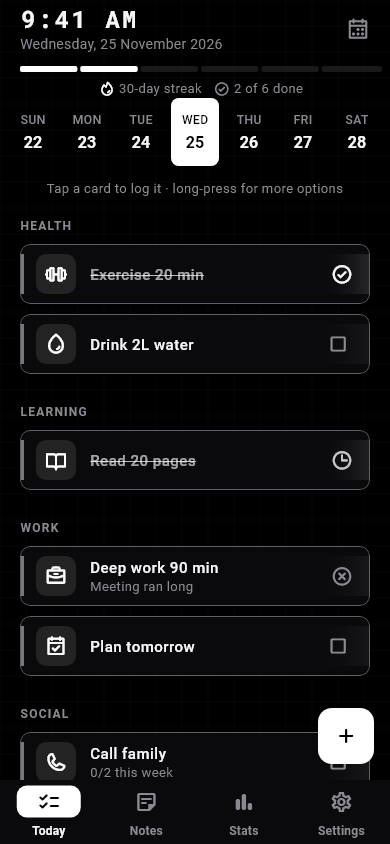 9:41 AM
Wednesday, 25 November 2026
30-day streak 2 of 6 done
SUN MON TUE WED THU FRI SAT
22 23 24 25 26 27 28
Tap a card to log it · long-press for more options
HEALTH
Exercise 20 min
Drink 2L water
LEARNING
Read 20 pages
WORK
Deep work 90 min
Meeting ran long
Plan tomorrow
SOCIAL
Call family
0/2 this week
Today Notes Stats Settings